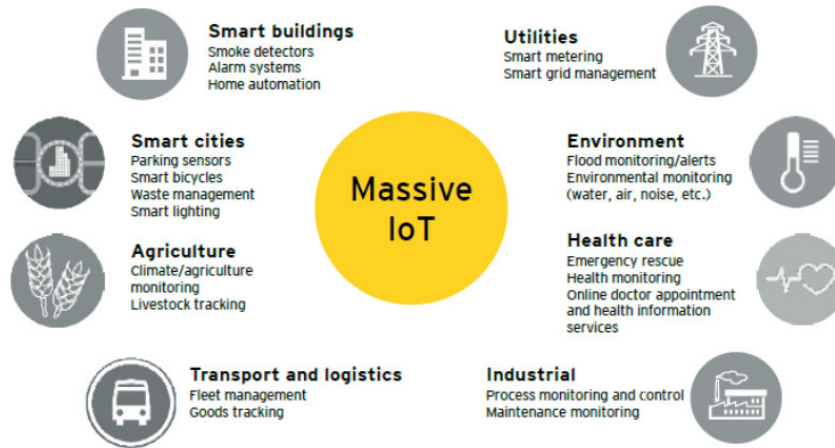 Smart buildings
Smoke detectors
Alarm systems
Home automation
Utilities
Smart metering
Smart grid management
Smart cities
Parking sensors
Smart bicycles
Waste management
Smart lighting
Massive
IoT
Environment
Flood monitoring/alerts
Environmental monitoring
(water, air, noise, etc.)
Agriculture
Climate/agriculture
monitoring
Livestock tracking
Health care
Emergency rescue
Health monitoring
Online doctor appointment
and health information
services
Transport and logistics
Fleet management
Goods tracking
Industrial
Process monitoring and control
Maintenance monitoring